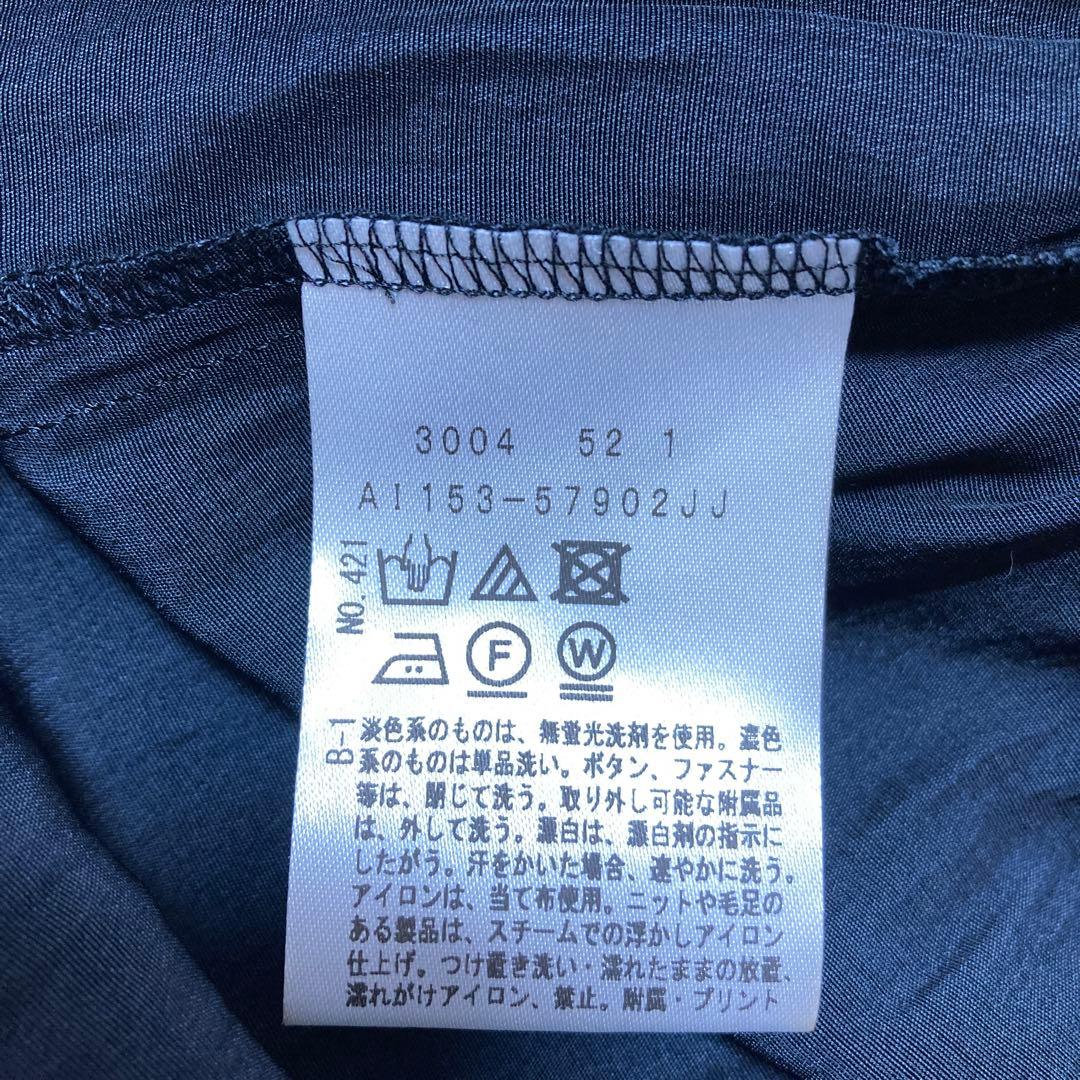 3004 52 1
AI153-57902JJ
NO.421
F W
B-1
淡色系のものは、無蛍光洗剤を使用。濃色
系のものは単品洗い。ボタン、ファスナー
等は、閉じて洗う。取り外し可能な附属品
は、外して洗う。漂白は、漂白剤の指示に
したがう。汗をかいた場合、速やかに洗う。
アイロンは、当て布使用。ニットや毛足の
ある製品は、スチームでの浮かしアイロン
仕上げ。つけ置き洗い・濡れたままの放置、
濡れがけアイロン、禁止。附属・プリント